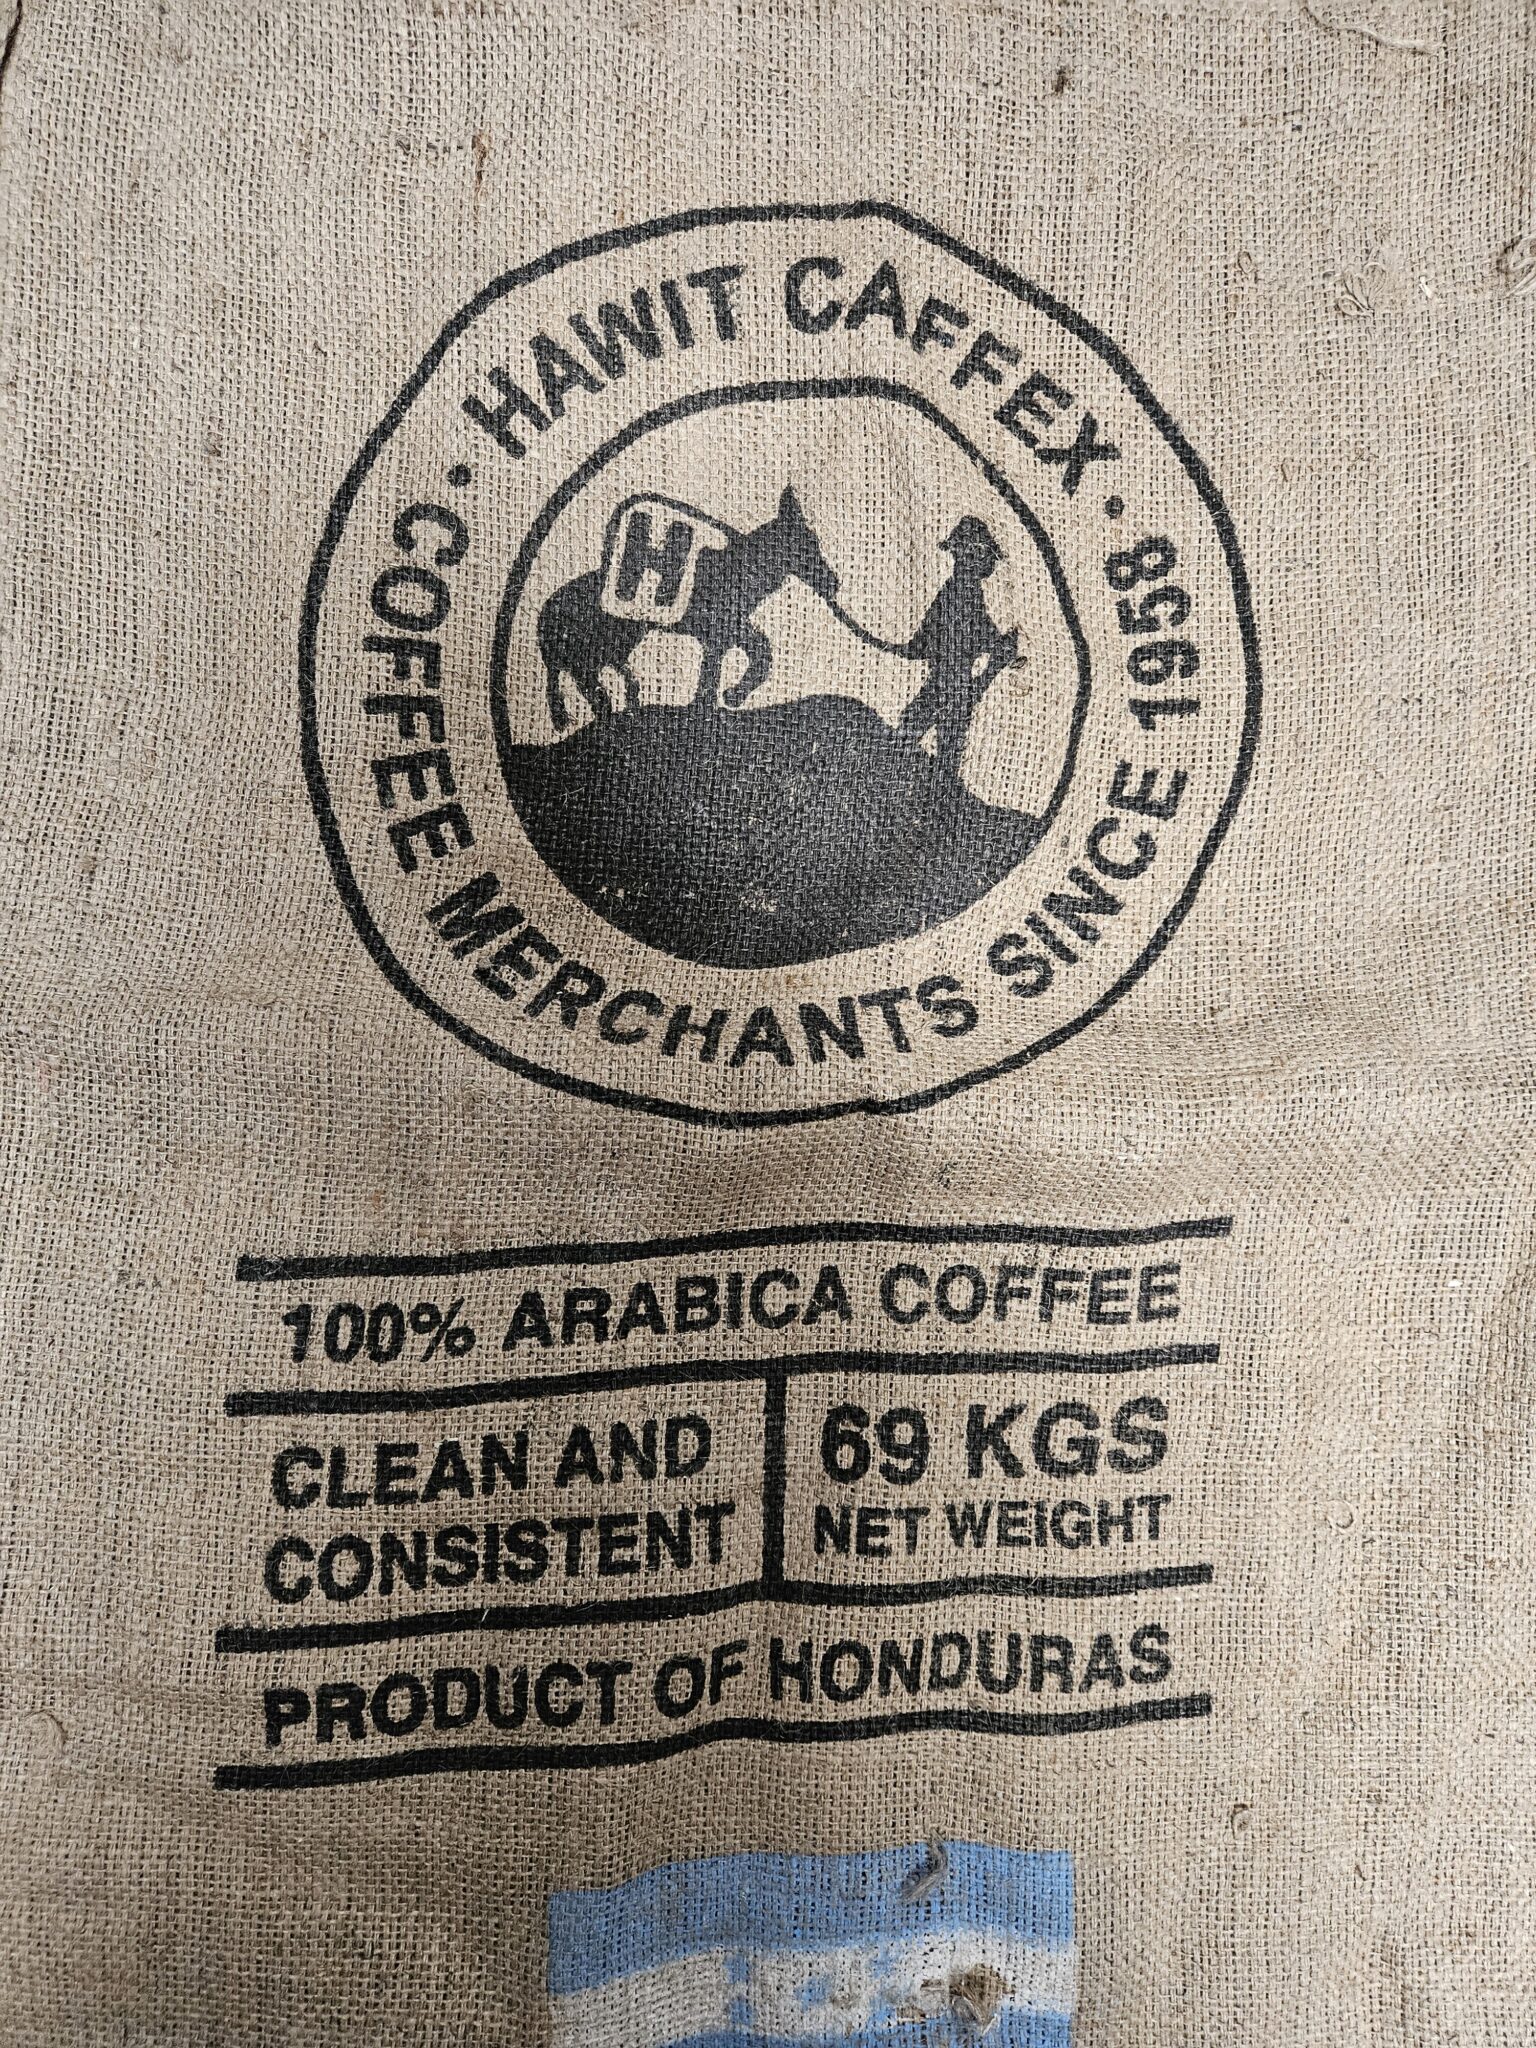 HAWIT CAFFEX · 
COFFEE MERCHANTS SINCE 1958 ·
H
100% ARABICA COFFEE
CLEAN AND
CONSISTENT
69 KGS
NET WEIGHT
PRODUCT OF HONDURAS